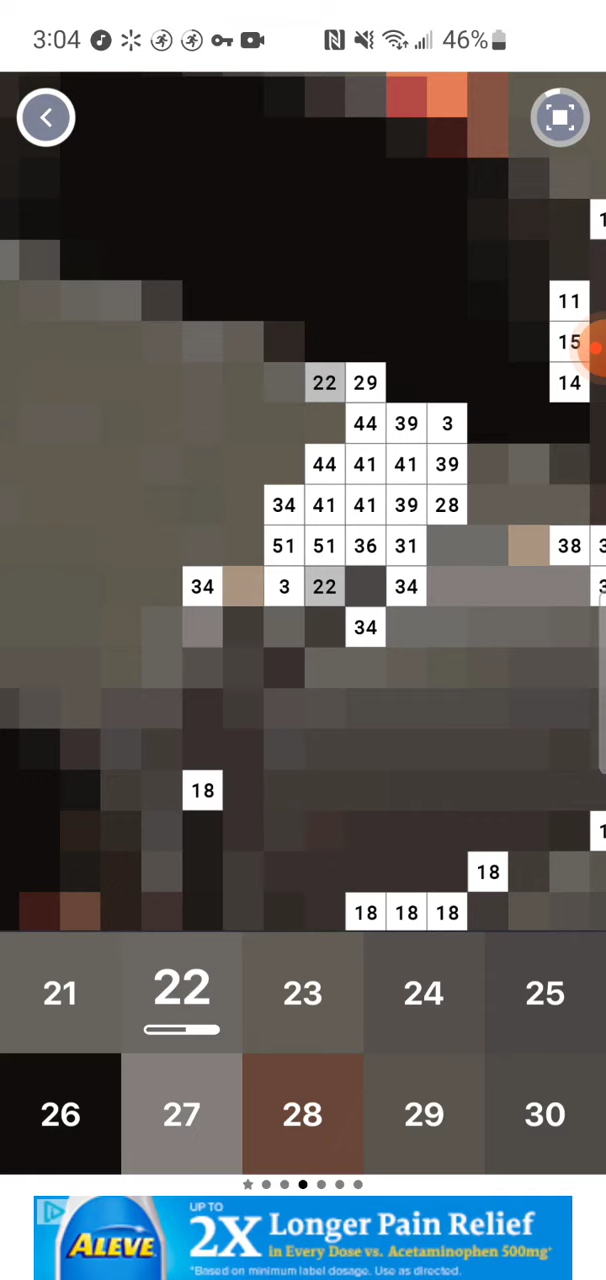 3:04 46%
1
11
15
14
22 29
44 39 3
44 41 41 39
34 41 41 39 28
51 51 36 31 38 3
34 3 22 34 3
34
18
1
18
18 18 18
21 22 23 24 25
26 27 28 29 30
ALEVE UP TO 2X Longer Pain Relief
in Every Dose vs. Acetaminophen 500mg*
*Based on minimum label dosage. Use as directed.